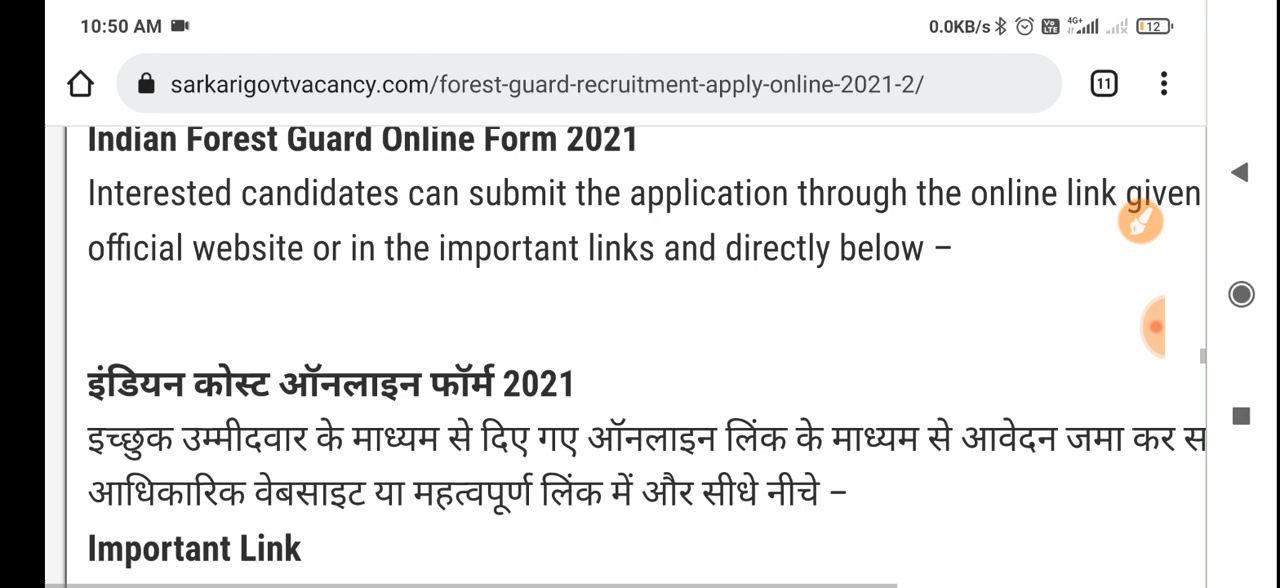 10:50 AM 0.0KB/s Vo LTE 4G+ 12
sarkarigovtvacancy.com/forest-guard-recruitment-apply-online-2021-2/ 11
Indian Forest Guard Online Form 2021
Interested candidates can submit the application through the online link given
official website or in the important links and directly below –
इंडियन कोस्ट ऑनलाइन फॉर्म 2021
इच्छुक उम्मीदवार के माध्यम से दिए गए ऑनलाइन लिंक के माध्यम से आवेदन जमा कर स
आधिकारिक वेबसाइट या महत्वपूर्ण लिंक में और सीधे नीचे –
Important Link